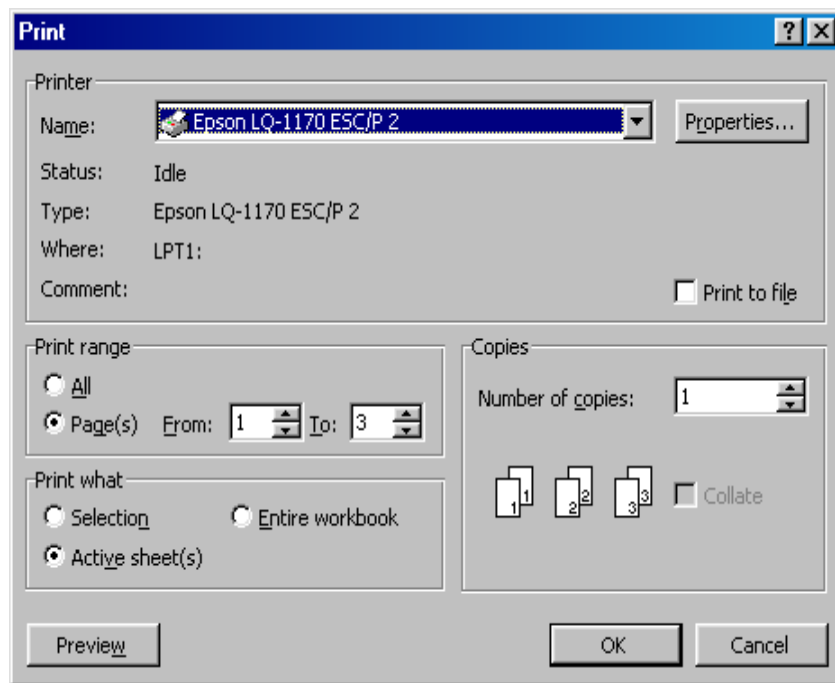 Print
Printer
Name: Epson LQ-1170 ESC/P 2 Properties...
Status: Idle
Type: Epson LQ-1170 ESC/P 2
Where: LPT1:
Comment: Print to file
Print range
All
Page(s) From: 1 To: 3
Copies
Number of copies: 1
1 1 2 2 3 3 Collate
Print what
Selection Entire workbook
Active sheet(s)
Preview OK Cancel